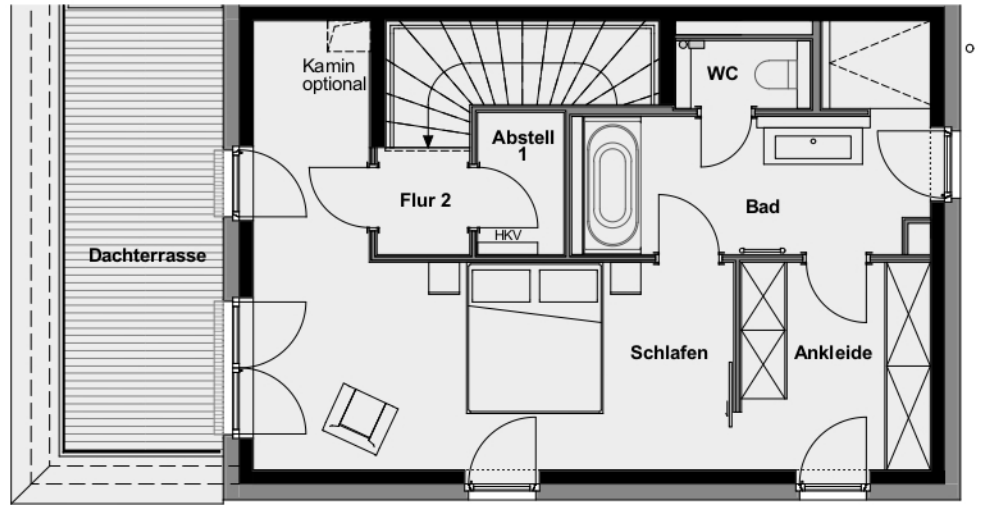 Kamin
optional
WC
Abstell
1
Flur 2
Bad
HKV
Dachterrasse
Schlafen
Ankleide